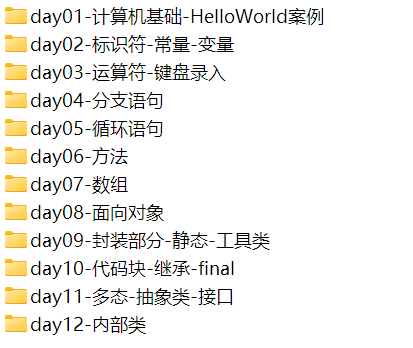 day01-计算机基础-HelloWorld案例
day02-标识符-常量-变量
day03-运算符-键盘录入
day04-分支语句
day05-循环语句
day06-方法
day07-数组
day08-面向对象
day09-封装部分-静态-工具类
day10-代码块-继承-final
day11-多态-抽象类-接口
day12-内部类